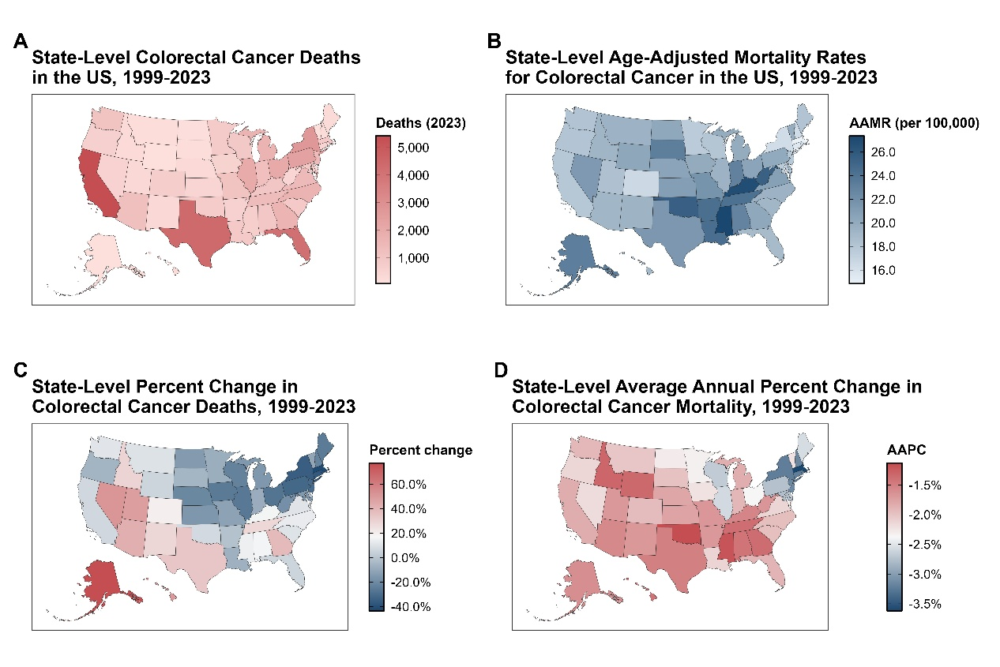 A
State-Level Colorectal Cancer Deaths
in the US, 1999-2023
Deaths (2023)
5,000
4,000
3,000
2,000
1,000
B
State-Level Age-Adjusted Mortality Rates
for Colorectal Cancer in the US, 1999-2023
AAMR (per 100,000)
26.0
24.0
22.0
20.0
18.0
16.0
C
State-Level Percent Change in
Colorectal Cancer Deaths, 1999-2023
Percent change
60.0%
40.0%
20.0%
0.0%
-20.0%
-40.0%
D
State-Level Average Annual Percent Change in
Colorectal Cancer Mortality, 1999-2023
AAPC
-1.5%
-2.0%
-2.5%
-3.0%
-3.5%